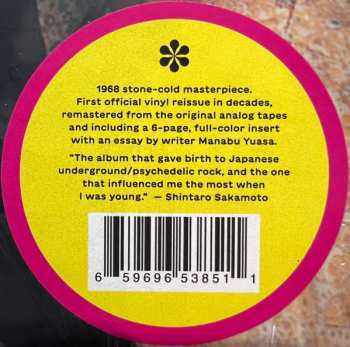 1968 stone-cold masterpiece.
First official vinyl reissue in decades,
remastered from the original analog tapes
and including a 6-page, full-color insert
with an essay by writer Manabu Yuasa.
"The album that gave birth to Japanese
underground/psychedelic rock, and the one
that influenced me the most when
I was young." — Shintaro Sakamoto
6 59696 53851 1